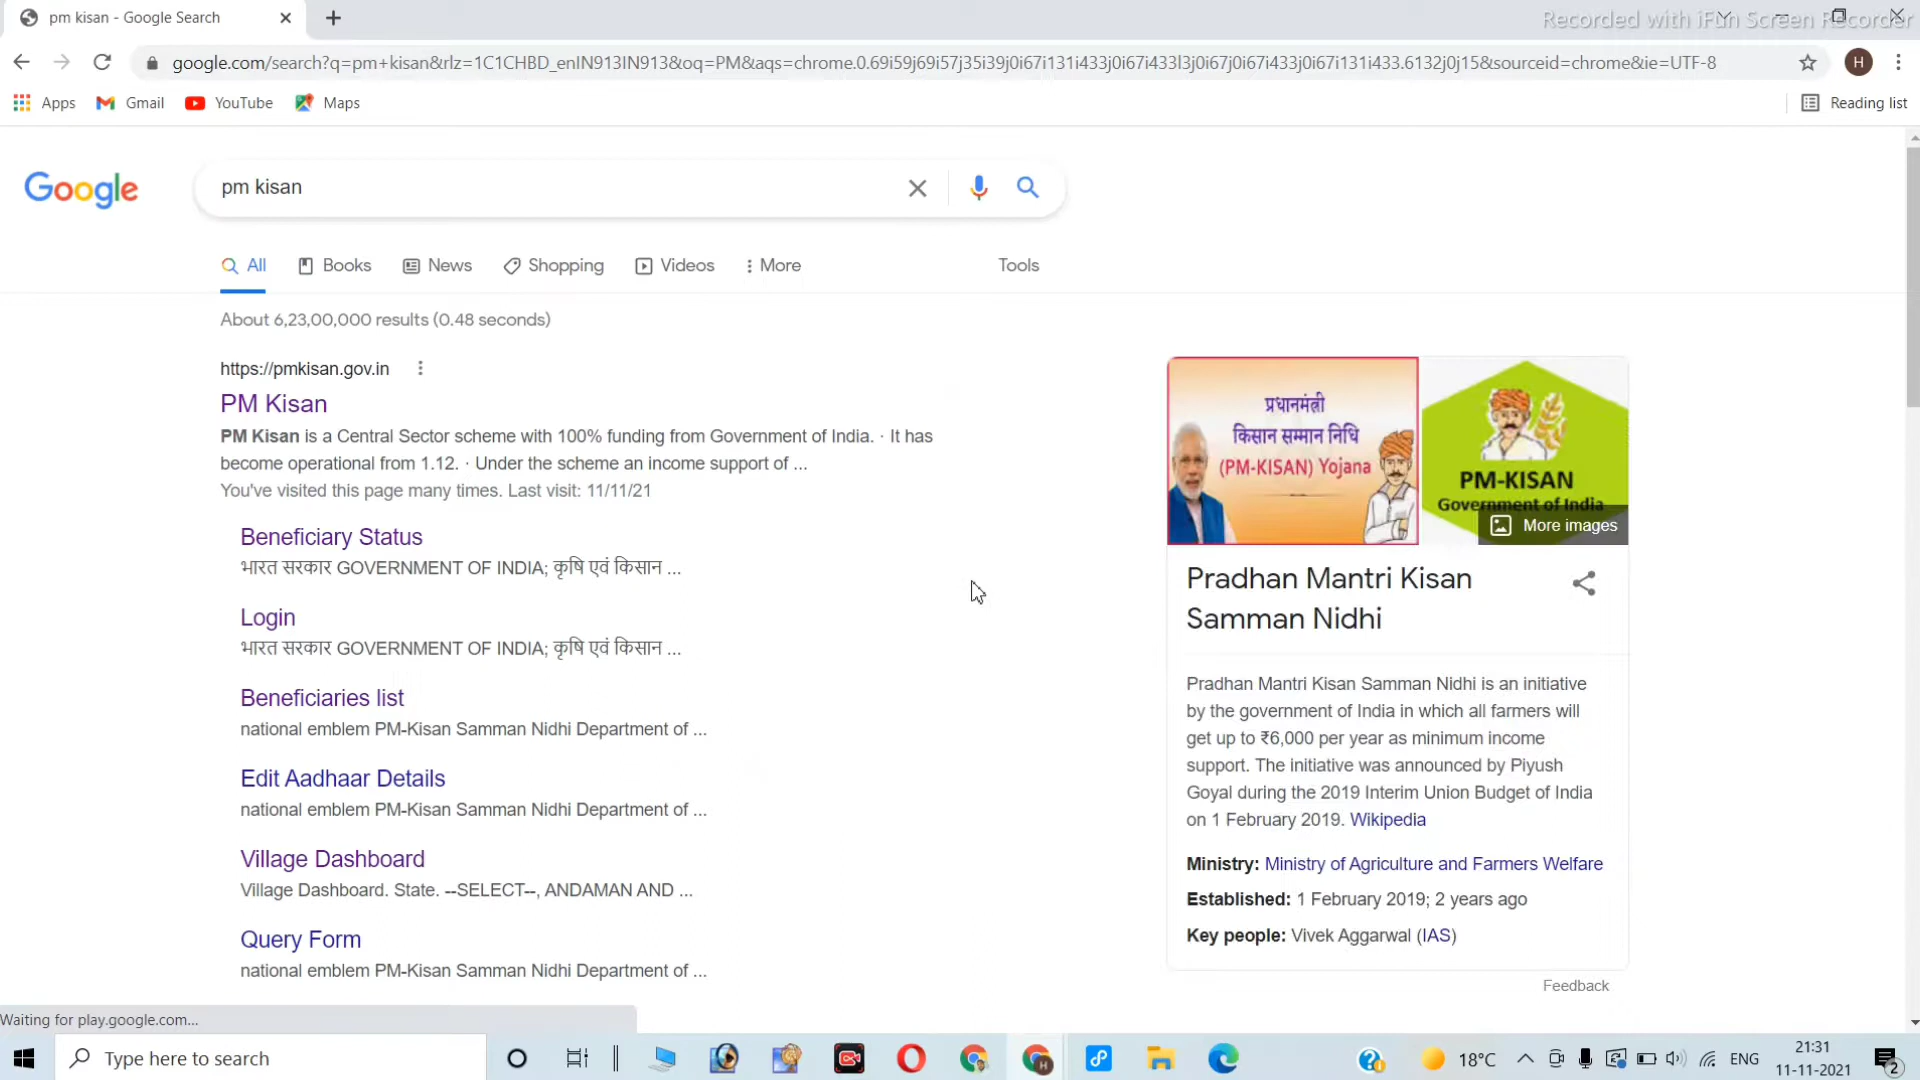 pm kisan - Google Search
Recorded with iFun Screen Recorder
google.com/search?q=pm+kisan&rlz=1C1CHBD_enIN913IN913&oq=PM&aqs=chrome.0.69i59j69i57j35i39j0i67i131i433j0i67i433l3j0i67j0i67i433j0i67i131i433.6132j0j15&sourceid=chrome&ie=UTF-8
H
Apps
Gmail
YouTube
Maps
Reading list
Google
pm kisan
All
Books
News
Shopping
Videos
More
Tools
About 6,23,00,000 results (0.48 seconds)
https://pmkisan.gov.in
PM Kisan
PM Kisan is a Central Sector scheme with 100% funding from Government of India. · It has
become operational from 1.12. · Under the scheme an income support of ...
You've visited this page many times. Last visit: 11/11/21
Beneficiary Status
भारत सरकार GOVERNMENT OF INDIA; कृषि एवं किसान ...
Login
भारत सरकार GOVERNMENT OF INDIA; कृषि एवं किसान ...
Beneficiaries list
national emblem PM-Kisan Samman Nidhi Department of ...
Edit Aadhaar Details
national emblem PM-Kisan Samman Nidhi Department of ...
Village Dashboard
Village Dashboard. State. --SELECT--, ANDAMAN AND ...
Query Form
national emblem PM-Kisan Samman Nidhi Department of ...
प्रधानमंत्री
किसान सम्मान निधि
(PM-KISAN) Yojana
PM-KISAN
Government of India
More images
Pradhan Mantri Kisan
Samman Nidhi
Pradhan Mantri Kisan Samman Nidhi is an initiative
by the government of India in which all farmers will
get up to ₹6,000 per year as minimum income
support. The initiative was announced by Piyush
Goyal during the 2019 Interim Union Budget of India
on 1 February 2019. Wikipedia
Ministry: Ministry of Agriculture and Farmers Welfare
Established: 1 February 2019; 2 years ago
Key people: Vivek Aggarwal (IAS)
Feedback
Waiting for play.google.com...
Type here to search
H
18°C
ENG
21:31
11-11-2021
2